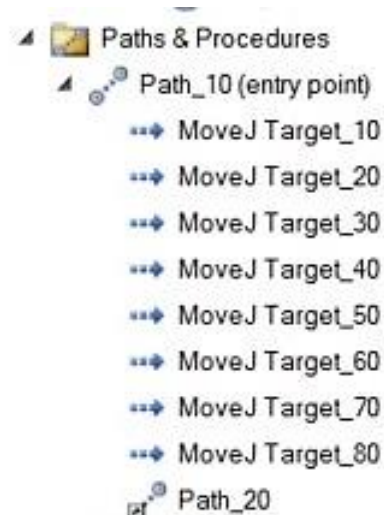 Paths & Procedures
Path_10 (entry point)
MoveJ Target_10
MoveJ Target_20
MoveJ Target_30
MoveJ Target_40
MoveJ Target_50
MoveJ Target_60
MoveJ Target_70
MoveJ Target_80
Path_20